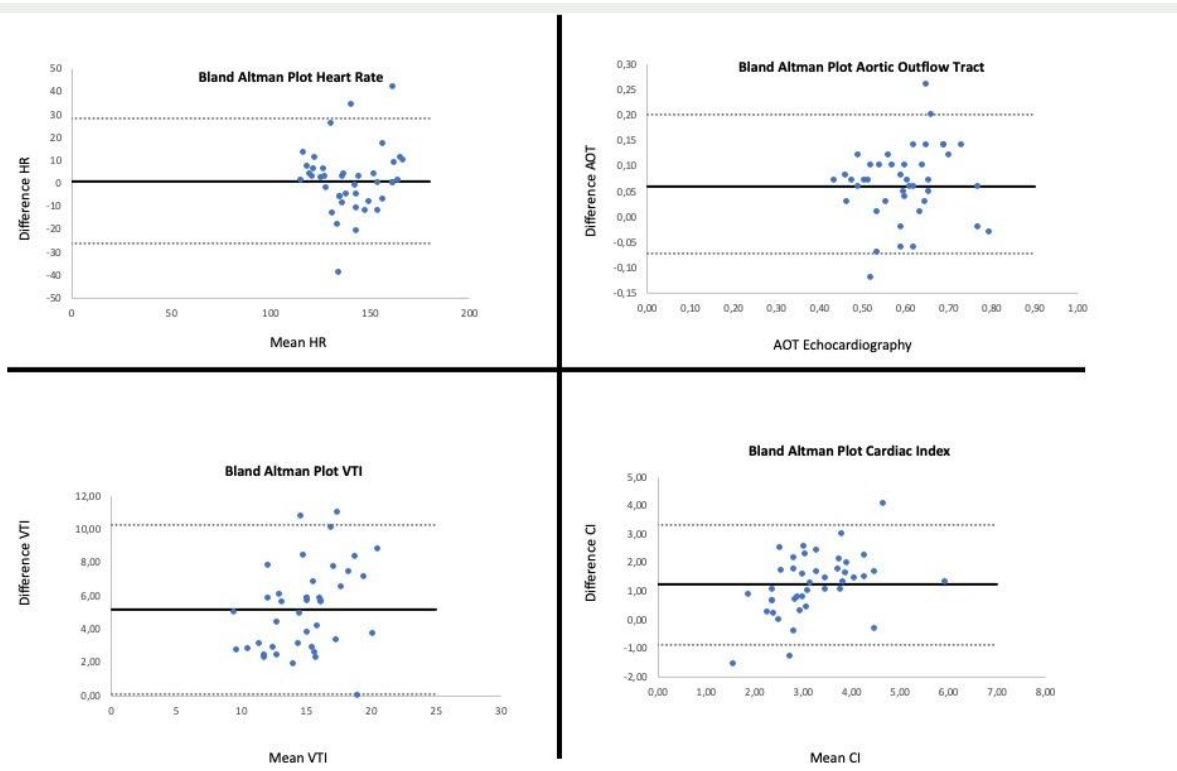 Bland Altman Plot Heart Rate
50
40
30
20
10
0
-10
-20
-30
-40
-50
Difference HR
0 50 100 150 200
Mean HR
Bland Altman Plot Aortic Outflow Tract
0,30
0,25
0,20
0,15
0,10
0,05
0,00
-0,05
-0,10
-0,15
Difference AOT
0,00 0,10 0,20 0,30 0,40 0,50 0,60 0,70 0,80 0,90 1,00
AOT Echocardiography
Bland Altman Plot VTI
12,00
10,00
8,00
6,00
4,00
2,00
0,00
Difference VTI
0 5 10 15 20 25 30
Mean VTI
Bland Altman Plot Cardiac Index
5,00
4,00
3,00
2,00
1,00
0,00
-1,00
-2,00
Difference CI
0,00 1,00 2,00 3,00 4,00 5,00 6,00 7,00 8,00
Mean CI